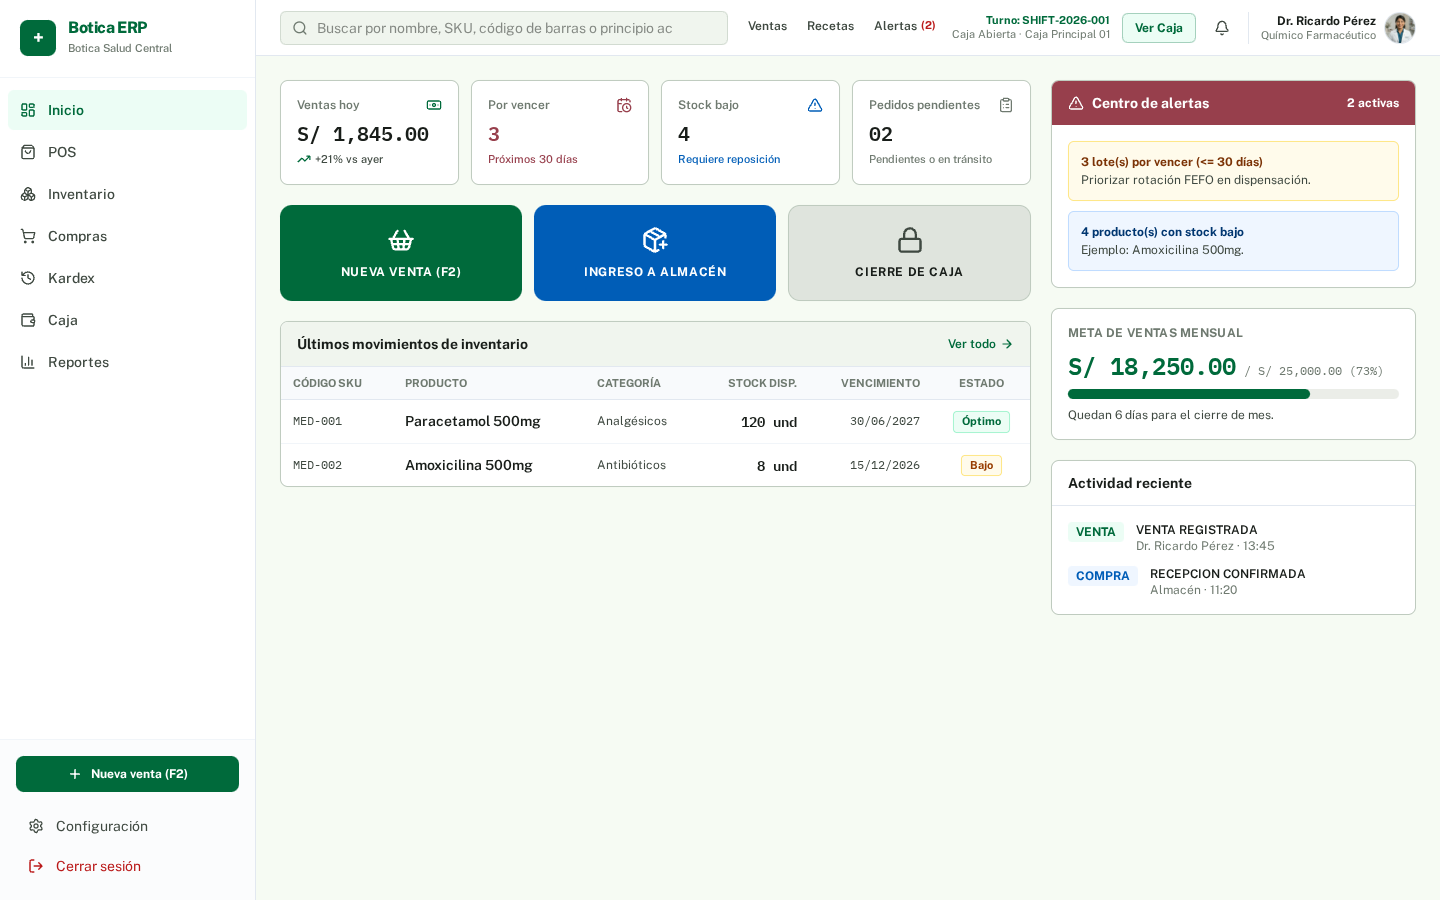 Botica ERP
Botica Salud Central
Inicio
POS
Inventario
Compras
Kardex
Caja
Reportes
Nueva venta (F2)
Configuración
Cerrar sesión
Buscar por nombre, SKU, código de barras o principio ac
Ventas
Recetas
Alertas (2)
Turno: SHIFT-2026-001
Caja Abierta · Caja Principal 01
Ver Caja
Dr. Ricardo Pérez
Químico Farmacéutico
Ventas hoy
S/ 1,845.00
+21% vs ayer
Por vencer
3
Próximos 30 días
Stock bajo
4
Requiere reposición
Pedidos pendientes
02
Pendientes o en tránsito
NUEVA VENTA (F2)
INGRESO A ALMACÉN
CIERRE DE CAJA
Últimos movimientos de inventario
Ver todo
CÓDIGO SKU PRODUCTO CATEGORÍA STOCK DISP. VENCIMIENTO ESTADO
MED-001 Paracetamol 500mg Analgésicos 120 und 30/06/2027 Óptimo
MED-002 Amoxicilina 500mg Antibióticos 8 und 15/12/2026 Bajo
Centro de alertas
2 activas
3 lote(s) por vencer (<= 30 días)
Priorizar rotación FEFO en dispensación.
4 producto(s) con stock bajo
Ejemplo: Amoxicilina 500mg.
META DE VENTAS MENSUAL
S/ 18,250.00 / S/ 25,000.00 (73%)
Quedan 6 días para el cierre de mes.
Actividad reciente
VENTA
VENTA REGISTRADA
Dr. Ricardo Pérez · 13:45
COMPRA
RECEPCION CONFIRMADA
Almacén · 11:20